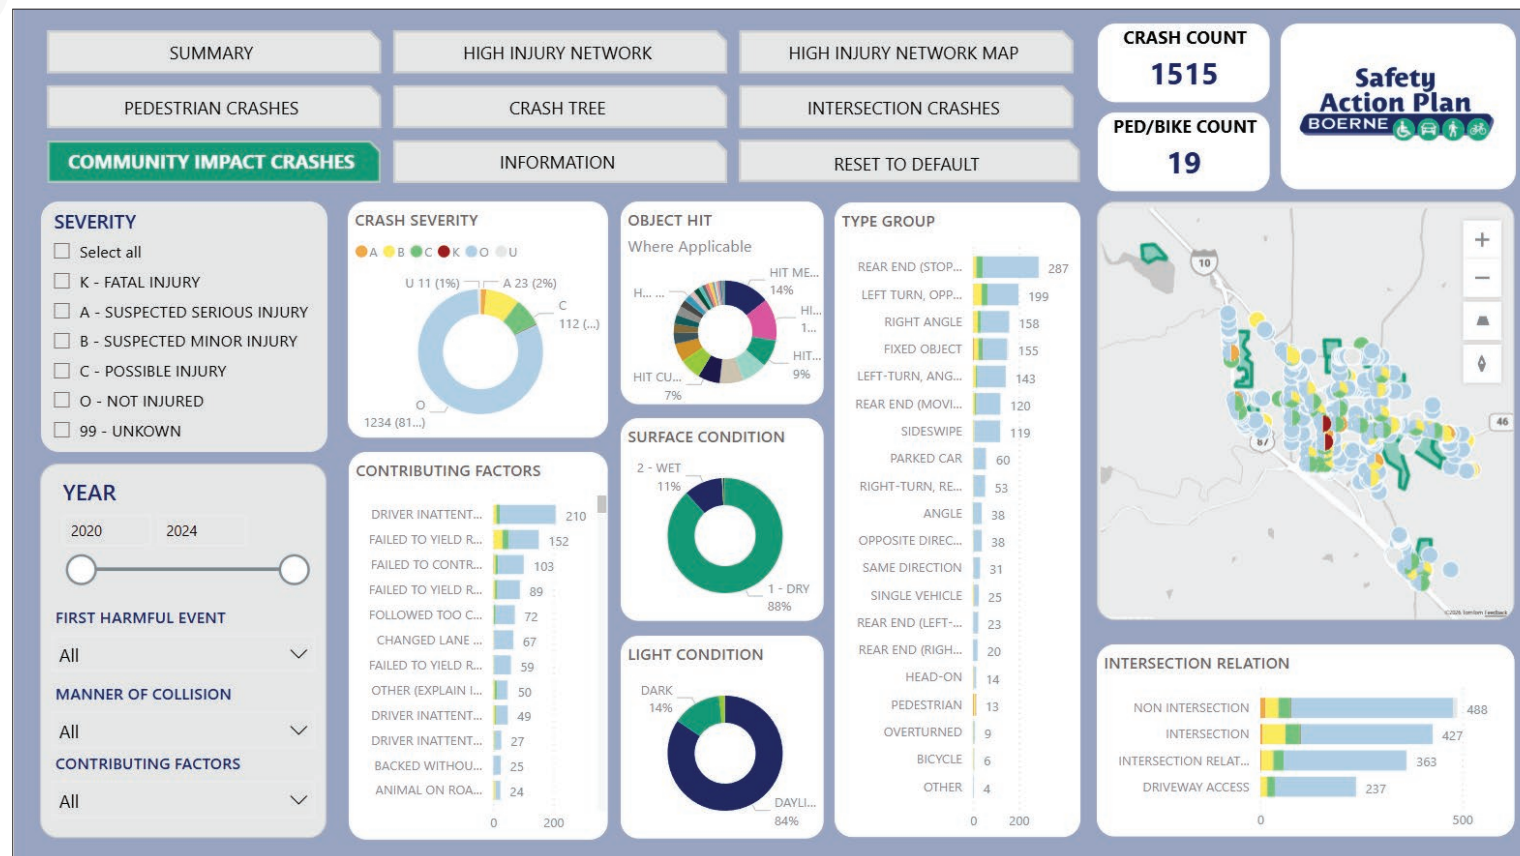 SUMMARY
HIGH INJURY NETWORK
HIGH INJURY NETWORK MAP
PEDESTRIAN CRASHES
CRASH TREE
INTERSECTION CRASHES
COMMUNITY IMPACT CRASHES
INFORMATION
RESET TO DEFAULT
CRASH COUNT
1515
PED/BIKE COUNT
19
Safety
Action Plan
BOERNE
SEVERITY
Select all
K - FATAL INJURY
A - SUSPECTED SERIOUS INJURY
B - SUSPECTED MINOR INJURY
C - POSSIBLE INJURY
O - NOT INJURED
99 - UNKOWN
YEAR
2020 2024
FIRST HARMFUL EVENT
All
MANNER OF COLLISION
All
CONTRIBUTING FACTORS
All
CRASH SEVERITY
A B C K O U
U 11 (1%)
A 23 (2%)
C
112 (...)
O
1234 (81...)
CONTRIBUTING FACTORS
DRIVER INATTENT... 210
FAILED TO YIELD R... 152
FAILED TO CONTR... 103
FAILED TO YIELD R... 89
FOLLOWED TOO C... 72
CHANGED LANE ... 67
FAILED TO YIELD R... 59
OTHER (EXPLAIN I... 50
DRIVER INATTENT... 49
DRIVER INATTENT... 27
BACKED WITHOU... 25
ANIMAL ON ROA... 24
0 200
OBJECT HIT
Where Applicable
HIT ME...
14%
H... ...
HI...
1...
HIT...
9%
HIT CU...
7%
SURFACE CONDITION
2 - WET
11%
1 - DRY
88%
LIGHT CONDITION
DARK
14%
DAYLI...
84%
TYPE GROUP
REAR END (STOP... 287
LEFT TURN, OPP... 199
RIGHT ANGLE 158
FIXED OBJECT 155
LEFT-TURN, ANG... 143
REAR END (MOVI... 120
SIDESWIPE 119
PARKED CAR 60
RIGHT-TURN, RE... 53
ANGLE 38
OPPOSITE DIREC... 38
SAME DIRECTION 31
SINGLE VEHICLE 25
REAR END (LEFT-... 23
REAR END (RIGH... 20
HEAD-ON 14
PEDESTRIAN 13
OVERTURNED 9
BICYCLE 6
OTHER 4
0 200
10
46
87
©2026 TomTom Feedback
INTERSECTION RELATION
NON INTERSECTION 488
INTERSECTION 427
INTERSECTION RELAT... 363
DRIVEWAY ACCESS 237
0 500